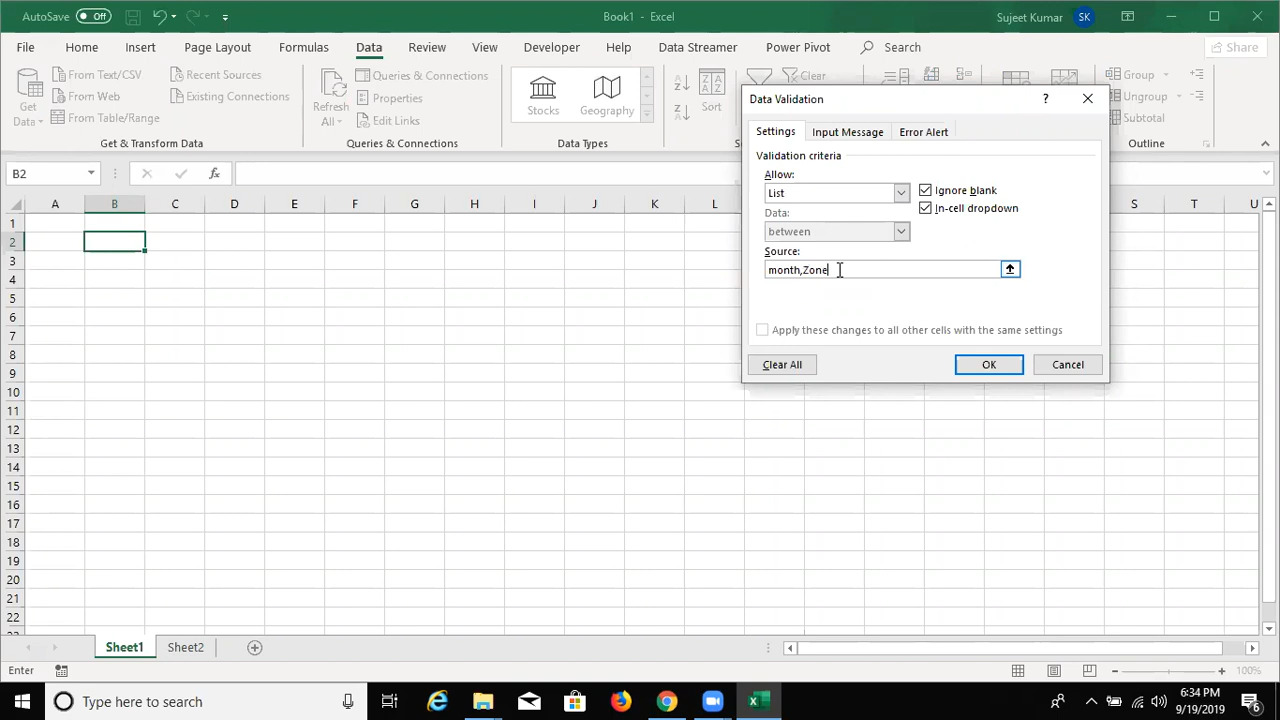 AutoSave Off Book1 - Excel Sujeet Kumar SK
File Home Insert Page Layout Formulas Data Review View Developer Help Data Streamer Power Pivot Search Share
Get Data
From Text/CSV
From Web
From Table/Range
Recent Sources
Existing Connections
Get & Transform Data
Refresh All
Queries & Connections
Properties
Edit Links
Queries & Connections
Stocks Geography
Data Types
Sort
Clear
Group
Ungroup
Subtotal
Outline
Data Validation ?
Settings Input Message Error Alert
Validation criteria
Allow:
List
Ignore blank
Data:
In-cell dropdown
between
Source:
month,Zone
Apply these changes to all other cells with the same settings
Clear All OK Cancel
B2 fx
A B C D E F G H I J K L S T U
1
2
3
4
5
6
7
8
9
10
11
12
13
14
15
16
17
18
19
20
21
22
Sheet1 Sheet2
Enter 100%
Type here to search
6:34 PM
9/19/2019
6